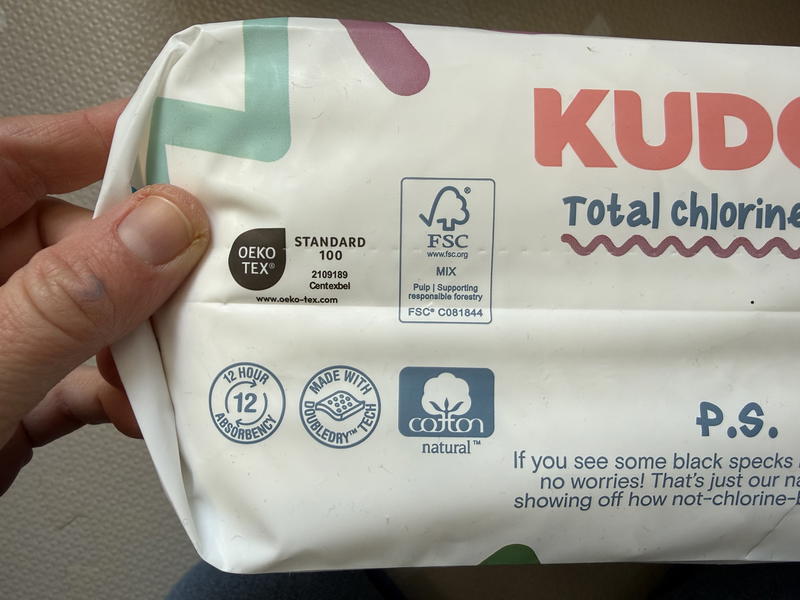 KUDO
Total chlorine
OEKO
TEX®
STANDARD
100
2109189
Centexbel
www.oeko-tex.com
®
FSC
www.fsc.org
MIX
Pulp | Supporting
responsible forestry
FSC® C081844
12 HOUR
12
ABSORBENCY
MADE WITH
DOUBLEDRY™ TECH
cotton
natural™
P.S.
If you see some black specks
no worries! That's just our
showing off how not-chlorine-